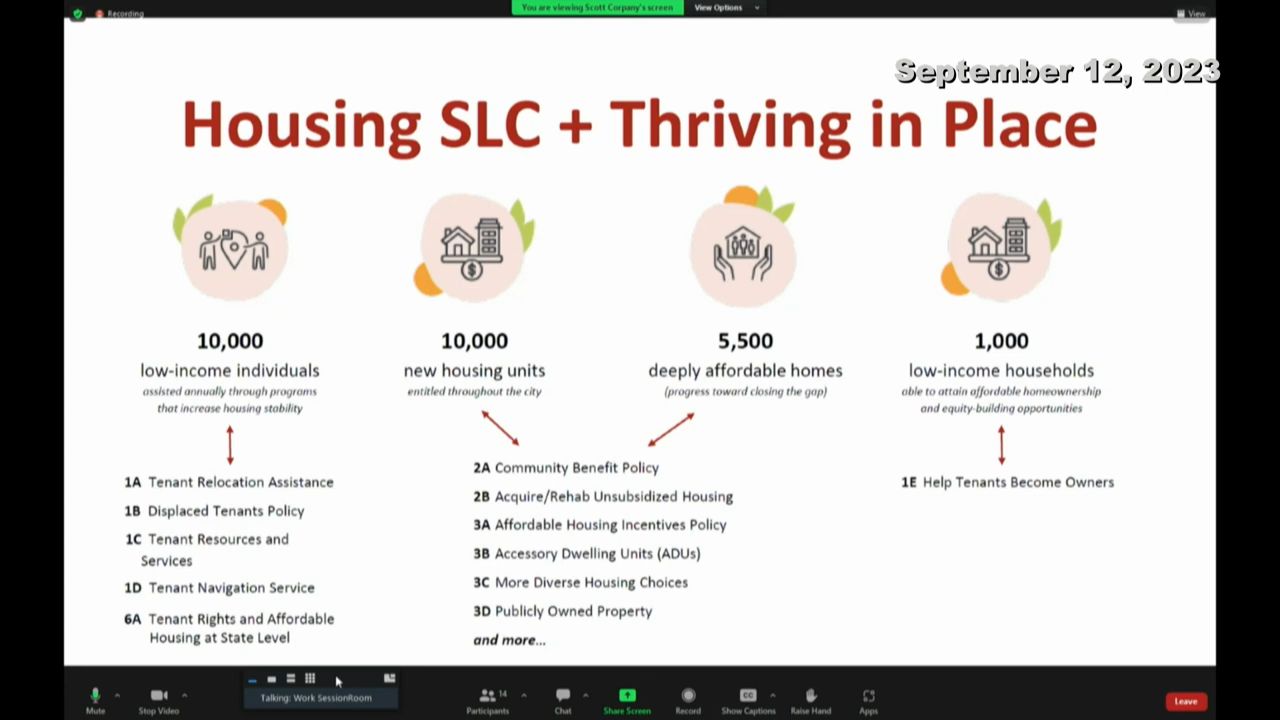 Recording
You are viewing Scott Corpany's screen
View Options
View
September 12, 2023
Housing SLC + Thriving in Place
10,000
low-income individuals
assisted annually through programs
that increase housing stability
10,000
new housing units
entitled throughout the city
5,500
deeply affordable homes
(progress toward closing the gap)
1,000
low-income households
able to attain affordable homeownership
and equity-building opportunities
1A Tenant Relocation Assistance
1B Displaced Tenants Policy
1C Tenant Resources and
Services
1D Tenant Navigation Service
6A Tenant Rights and Affordable
Housing at State Level
2A Community Benefit Policy
2B Acquire/Rehab Unsubsidized Housing
3A Affordable Housing Incentives Policy
3B Accessory Dwelling Units (ADUs)
3C More Diverse Housing Choices
3D Publicly Owned Property
and more...
1E Help Tenants Become Owners
Talking: Work SessionRoom
Mute
Stop Video
Participants
14
Chat
Share Screen
Record
CC
Show Captions
Raise Hand
Apps
Leave